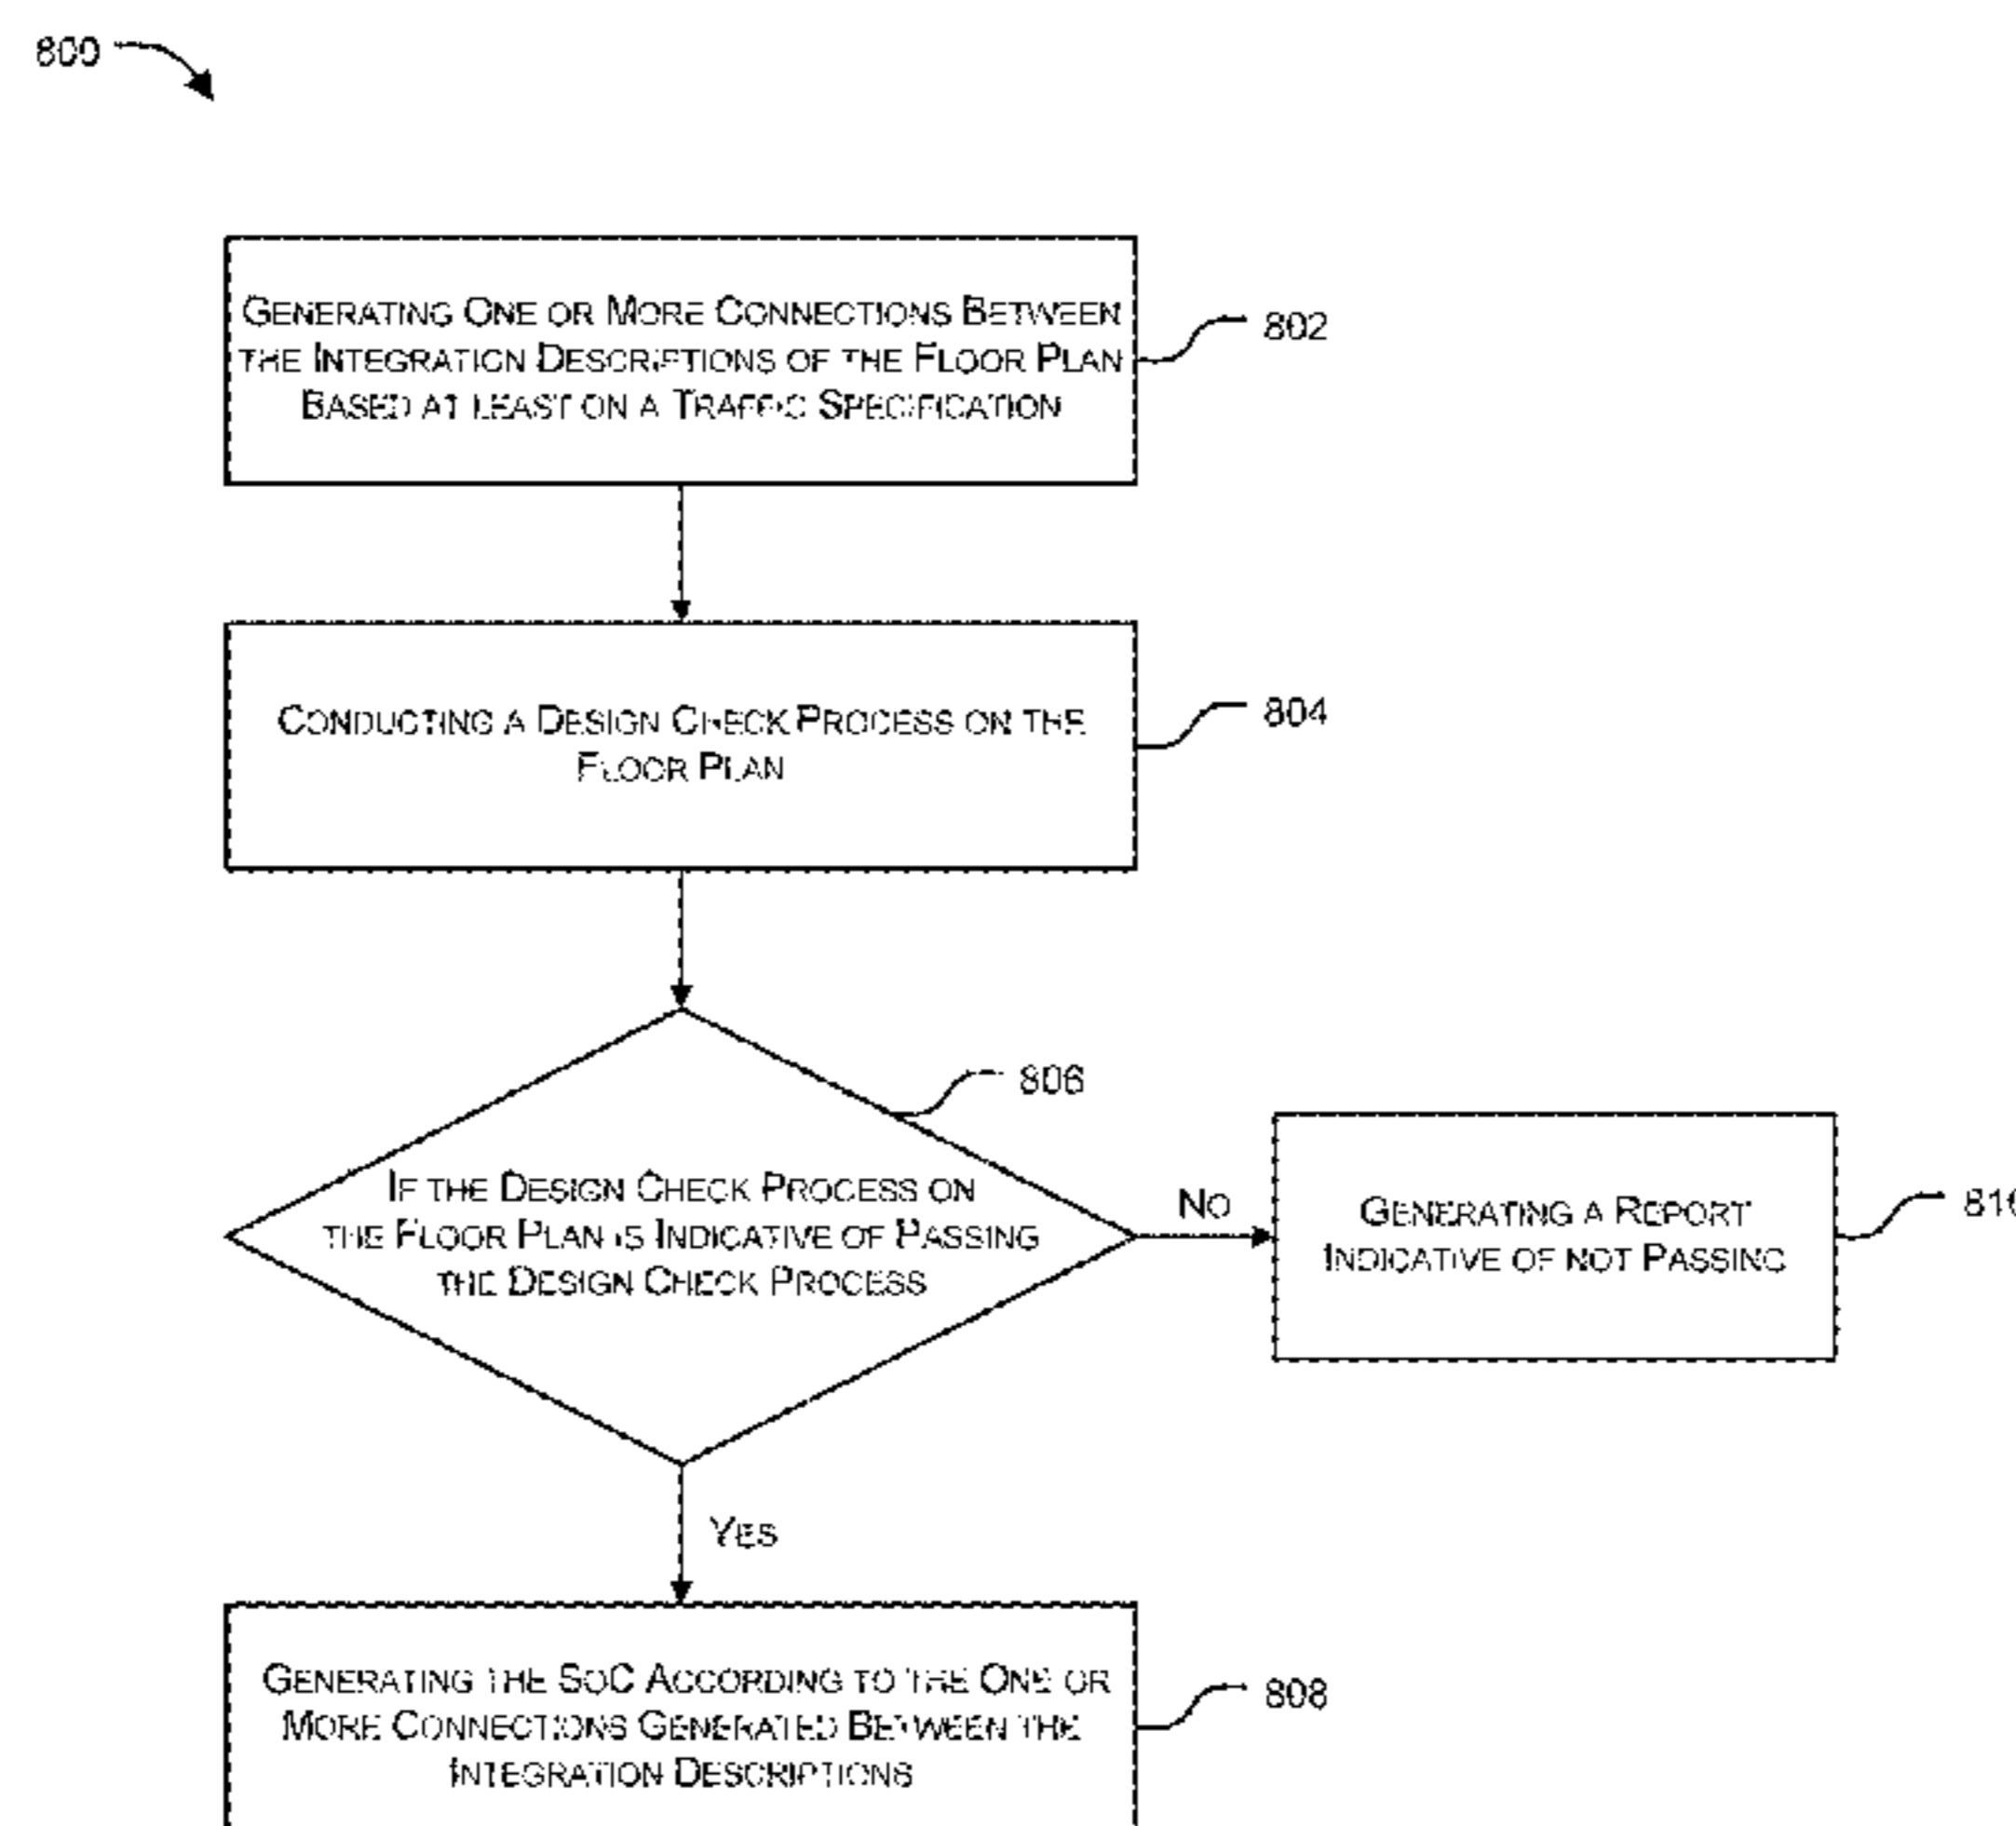 800
GENERATING ONE OR MORE CONNECTIONS BETWEEN
THE INTEGRATION DESCRIPTIONS OF THE FLOOR PLAN
BASED AT LEAST ON A TRAFFIC SPECIFICATION
802
CONDUCTING A DESIGN CHECK PROCESS ON THE
FLOOR PLAN
804
IF THE DESIGN CHECK PROCESS ON
THE FLOOR PLAN IS INDICATIVE OF PASSING
THE DESIGN CHECK PROCESS
806
NO
GENERATING A REPORT
INDICATIVE OF NOT PASSING
810
YES
GENERATING THE SOC ACCORDING TO THE ONE OR
MORE CONNECTIONS GENERATED BETWEEN THE
INTEGRATION DESCRIPTIONS
808